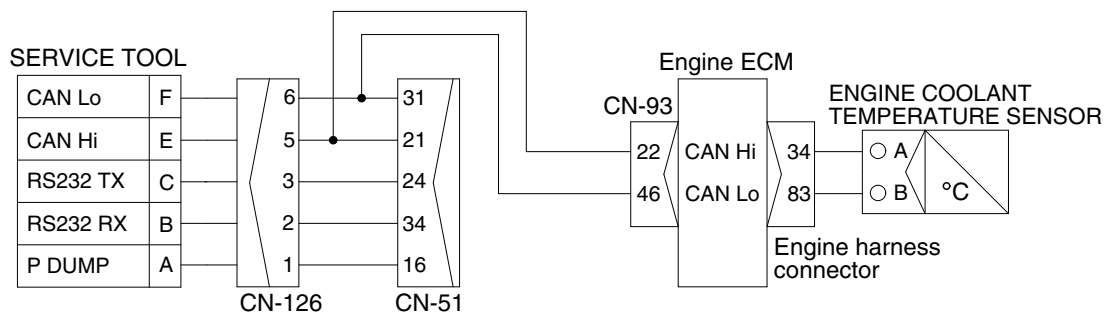 SERVICE TOOL
CAN Lo F 6 31
CAN Hi E 5 21
RS232 TX C 3 24
RS232 RX B 2 34
P DUMP A 1 16
CN-126 CN-51
Engine ECM
CN-93
22 CAN Hi 34
46 CAN Lo 83
Engine harness
connector
ENGINE COOLANT
TEMPERATURE SENSOR
A
B °C